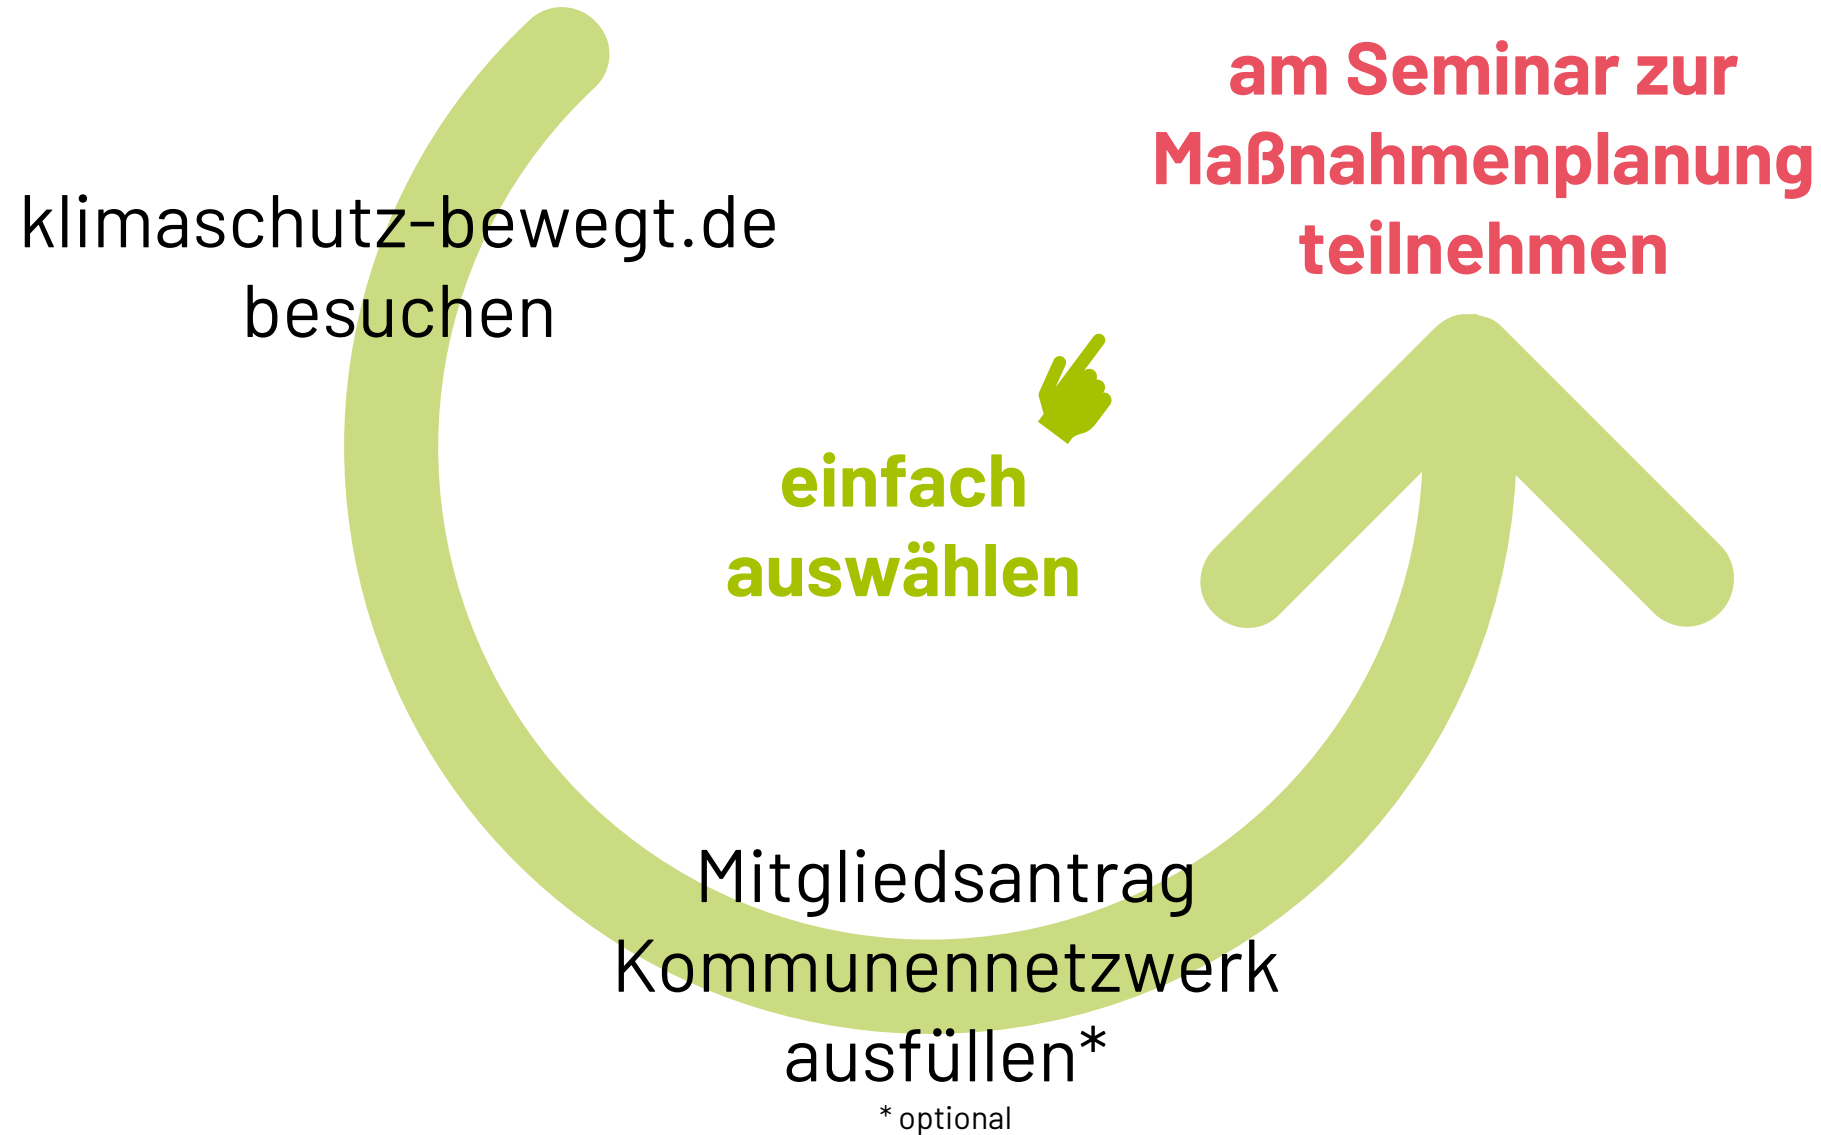 klimaschutz-bewegt.de
besuchen
am Seminar zur
Maßnahmenplanung
teilnehmen
einfach
auswählen
Mitgliedsantrag
Kommunennetzwerk
ausfüllen*
* optional